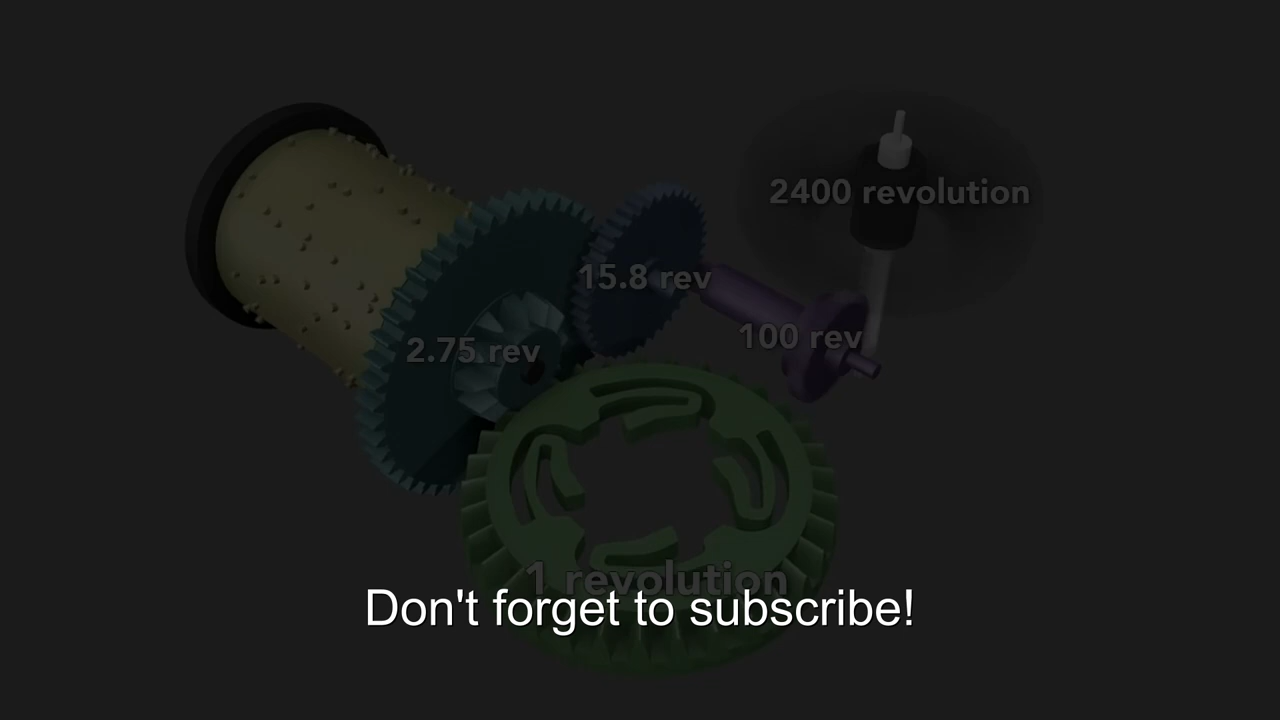 2400 revolution
15.8 rev
100 rev
2.75 rev
1 revolution
Don't forget to subscribe!